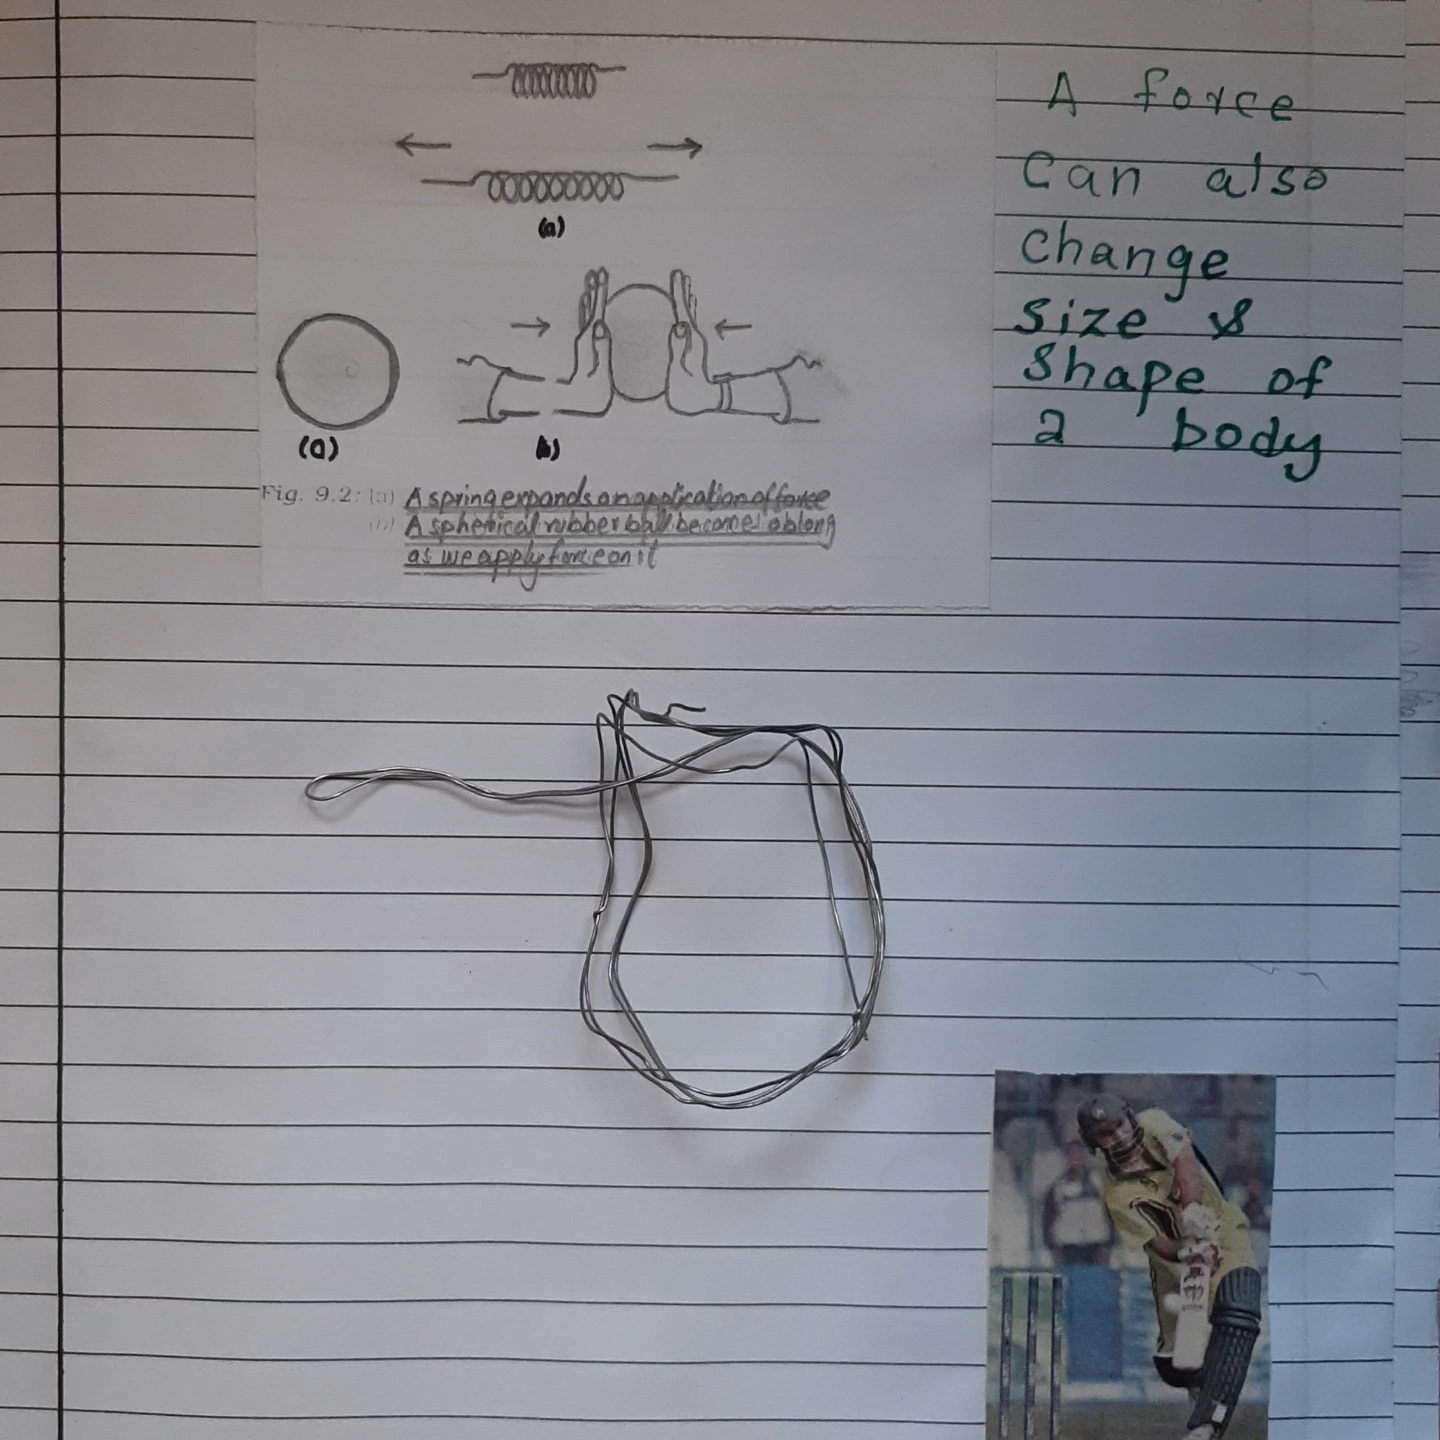 (a)
(a)
b)
Fig. 9.2: (a) A spring expands on application of force
(b) A spherical rubber ball becomes oblong
as we apply force on it
A force
Can also
Change
Size &
Shape of
a body